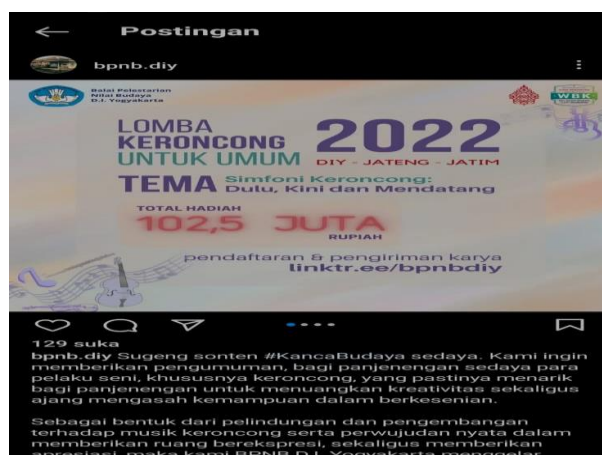 Postingan
bpnb.diy
Balai Pelestarian
Nilai Budaya
D.I. Yogyakarta
WBK
LOMBA
KERONCONG
UNTUK UMUM
2022
DIY - JATENG - JATIM
TEMA
Simfoni Keroncong:
Dulu, Kini dan Mendatang
TOTAL HADIAH
102,5 JUTA
RUPIAH
pendaftaran & pengiriman karya
linktr.ee/bpnbdiy
129 suka
bpnb.diy Sugeng sonten #KancaBudaya sedaya. Kami ingin
memberikan pengumuman, bagi panjenengan sedaya para
pelaku seni, khususnya keroncong, yang pastinya menarik
bagi panjenengan untuk menuangkan kreativitas sekaligus
ajang mengasah kemampuan dalam berkesenian.
Sebagai bentuk dari pelindungan dan pengembangan
terhadap musik keroncong serta perwujudan nyata dalam
memberikan ruang berekspresi, sekaligus memberikan
apresiasi, maka kami BPNB D.I. Yogyakarta menggelar